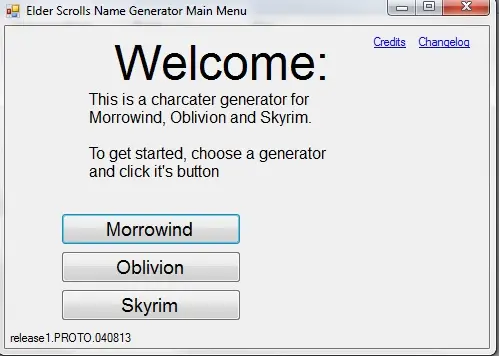 Elder Scrolls Name Generator Main Menu
Credits Changelog
Welcome:
This is a charcater generator for
Morrowind, Oblivion and Skyrim.
To get started, choose a generator
and click it's button
Morrowind
Oblivion
Skyrim
release1.PROTO.040813